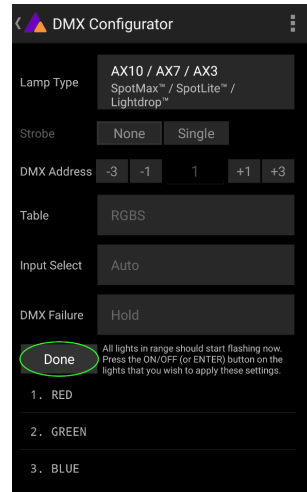 DMX Configurator
Lamp Type
AX10 / AX7 / AX3
SpotMax™ / SpotLite™ /
Lightdrop™
Strobe
None Single
DMX Address
-3 -1 1 +1 +3
Table
RGBS
Input Select
Auto
DMX Failure
Hold
Done
All lights in range should start flashing now.
Press the ON/OFF (or ENTER) button on the
lights that you wish to apply these settings.
1. RED
2. GREEN
3. BLUE